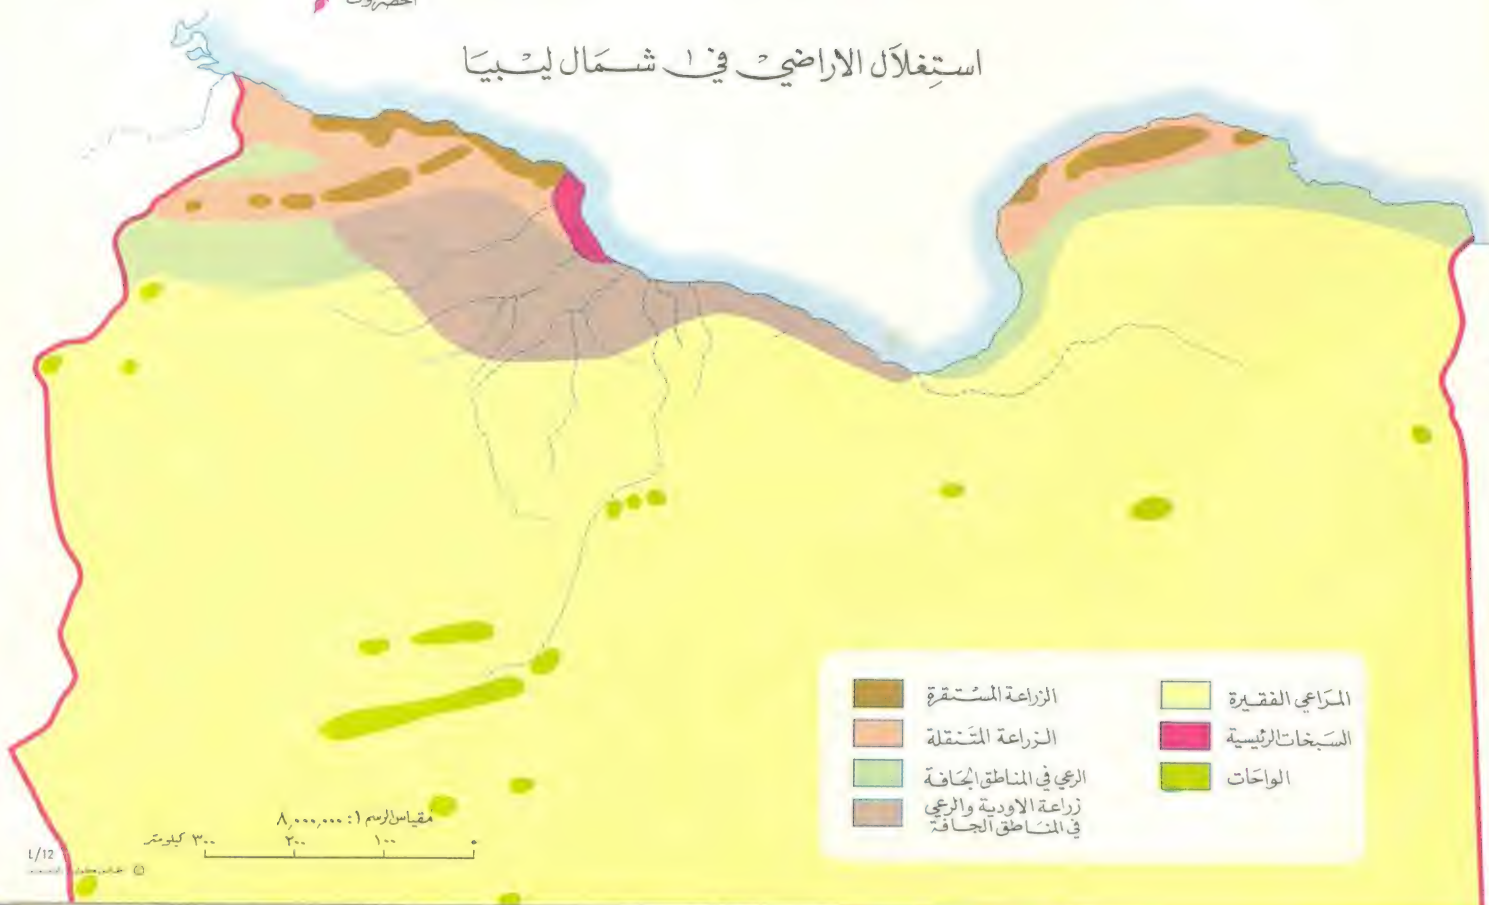 الخضروات
استغلال الاراضي في شمال ليبيا
المراعي الفقيرة
السبخات الرئيسية
الواحات
الزراعة المستقرة
الزراعة المتنقلة
الرعي في المناطق الجافة
زراعة الاودية والرعي
في المناطق الجافة
مقياس الرسم ١ : ٨,٠٠٠,٠٠٠
٠ ١٠٠ ٢٠٠ ٣٠٠ كيلومتر
L/12
©